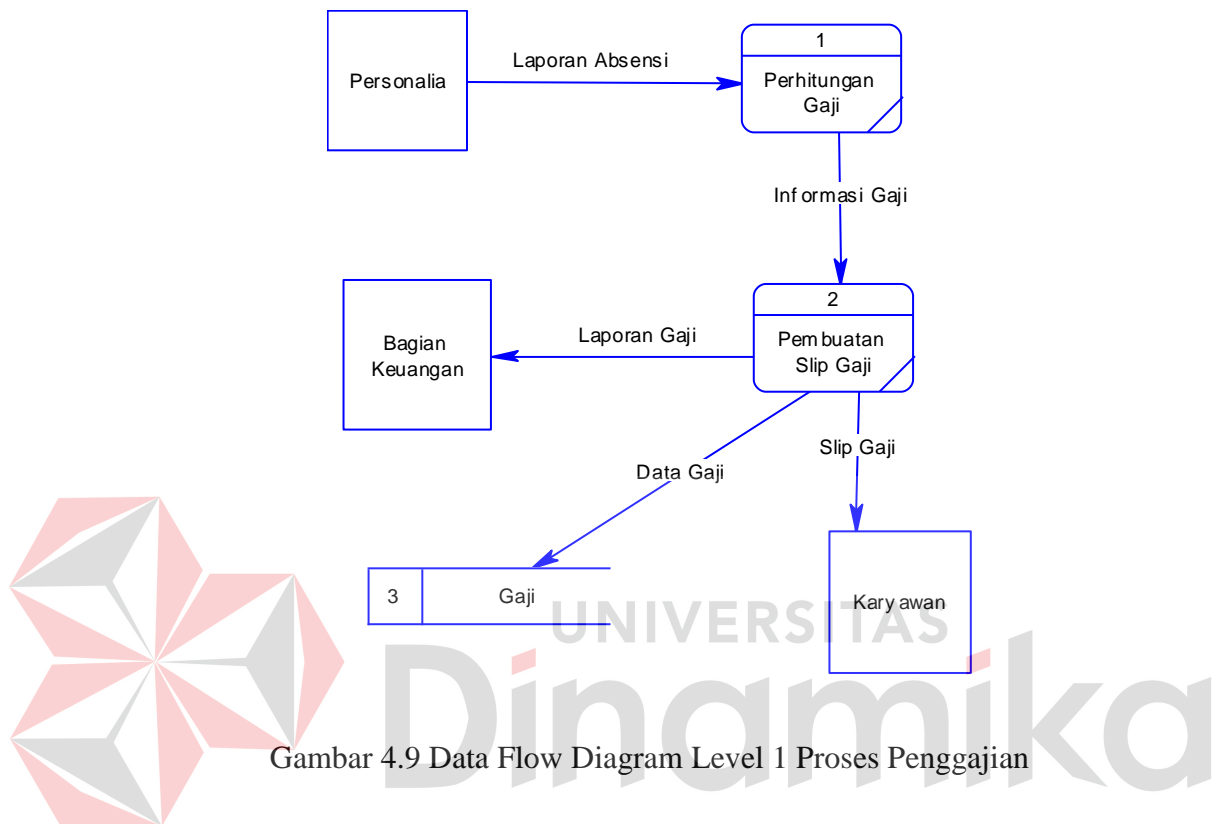 Personalia
Laporan Absensi
1
Perhitungan
Gaji
Informasi Gaji
Bagian
Keuangan
Laporan Gaji
2
Pembuatan
Slip Gaji
Data Gaji
Slip Gaji
3
Gaji
Karyawan
UNIVERSITAS
Dinamika
Gambar 4.9 Data Flow Diagram Level 1 Proses Penggajian